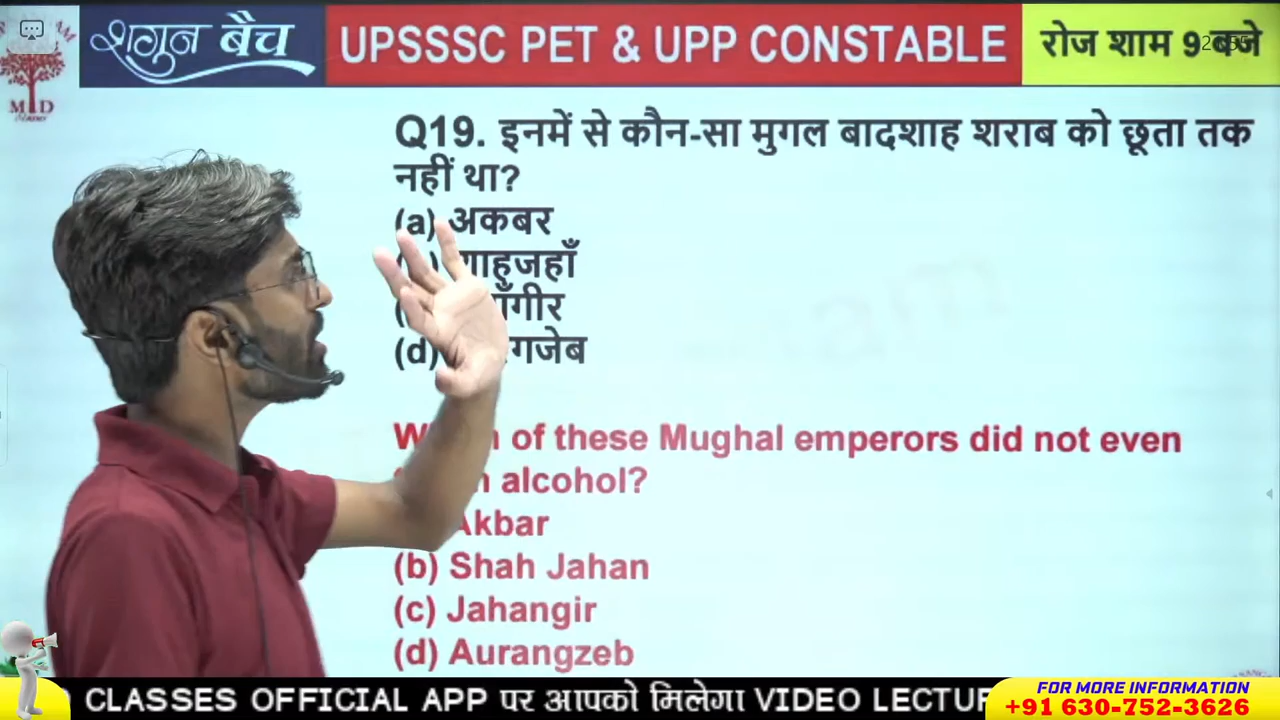 शगुन बैच
UPSSSC PET & UPP CONSTABLE
रोज शाम 9 बजे
Q19. इनमें से कौन-सा मुगल बादशाह शराब को छूता तक
नहीं था?
(a) अकबर
शाहजहाँ
(d)
of these Mughal emperors did not even
alcohol?
Akbar
(b) Shah Jahan
(c) Jahangir
(d) Aurangzeb
CLASSES OFFICIAL APP पर आपको मिलेगा VIDEO
FOR MORE INFORMATION
+91 630-752-3626